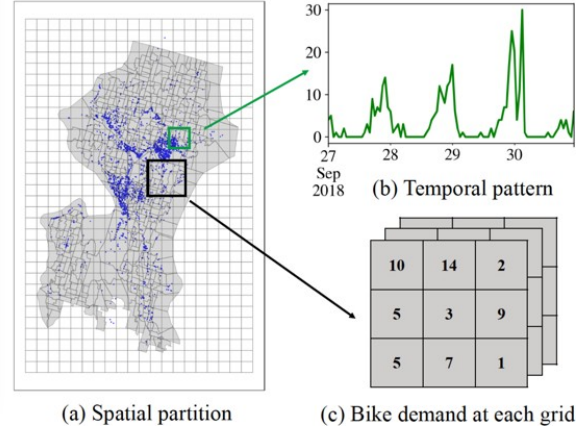 30
20
10
0
27
28
29
30
Sep
2018
(b) Temporal pattern
10 14 2
5 3 9
5 7 1
(a) Spatial partition
(c) Bike demand at each grid